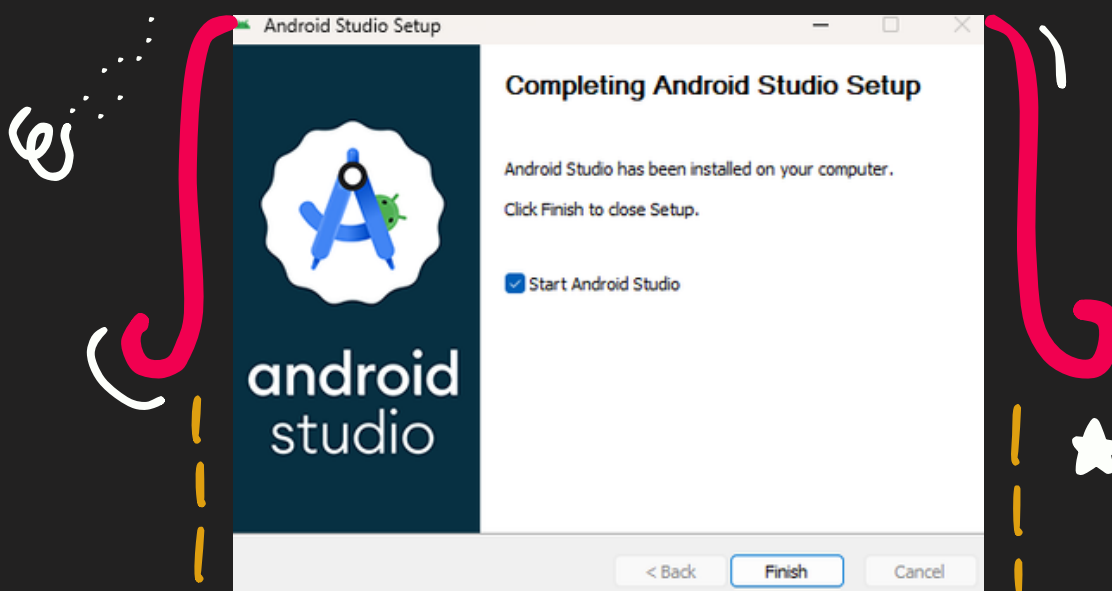 Android Studio Setup
Completing Android Studio Setup
Android Studio has been installed on your computer.
Click Finish to close Setup.
Start Android Studio
android
studio
< Back
Finish
Cancel